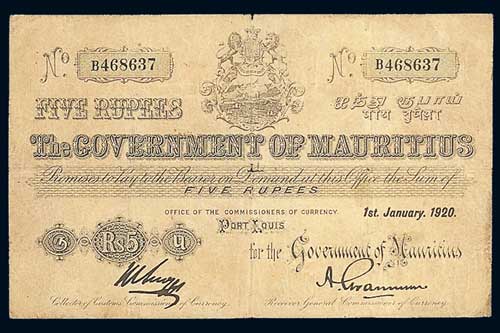 No. B468637 No. B468637
FIVE RUPEES ஐந்து ரூபாய்
पाँच रुपैआ
The GOVERNMENT OF MAURITIUS
Promises to Pay to the Bearer on Demand at this Office the Sum of
FIVE RUPEES
OFFICE OF THE COMMISSIONERS OF CURRENCY. 1st. January. 1920.
PORT LOUIS
for the Government of Mauritius
Rs5
Collector of Customs Commissioner of Currency. Receiver General Commissioner of Currency.